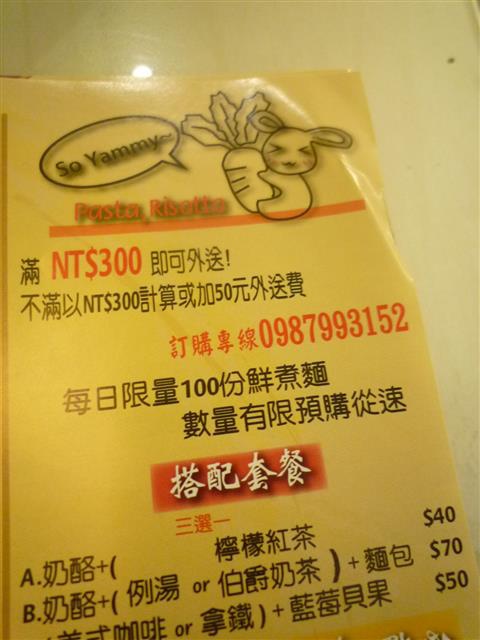 So Yammy~
Pasta, Risotto
滿 NT$300 即可外送!
不滿以NT$300計算或加50元外送費
訂購專線0987993152
每日限量100份鮮煮麵
數量有限預購從速
搭配套餐
三選一
檸檬紅茶 $40
A.奶酪+( 例湯 or 伯爵奶茶 ) + 麵包 $70
B.奶酪+( 美式咖啡 or 拿鐵 ) + 藍莓貝果 $50